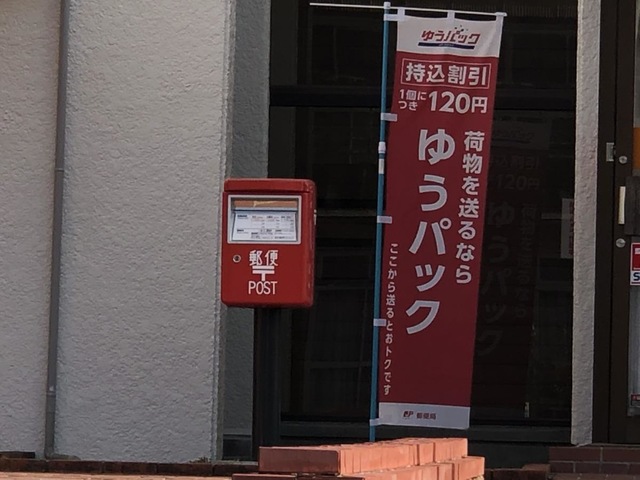 ゆうパック
持込割引
1個に
つき 120円
荷物を送るなら
ゆうパック
ここから送るとおトクです
郵便局
郵便
〒
POST